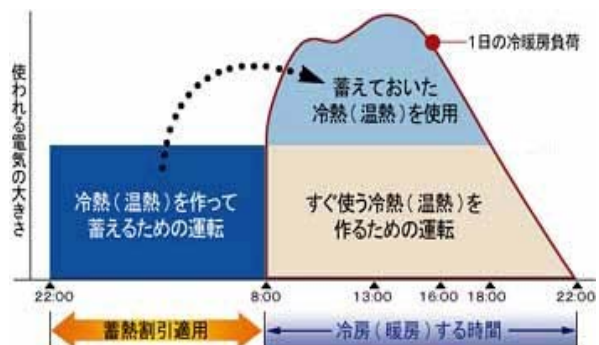 使われる電気の大きさ
1日の冷暖房負荷
蓄えておいた
冷熱(温熱)を使用
冷熱(温熱)を作って
蓄えるための運転
すぐ使う冷熱(温熱)を
作るための運転
22:00
8:00
13:00
16:00
18:00
22:00
蓄熱割引適用
冷房(暖房)する時間